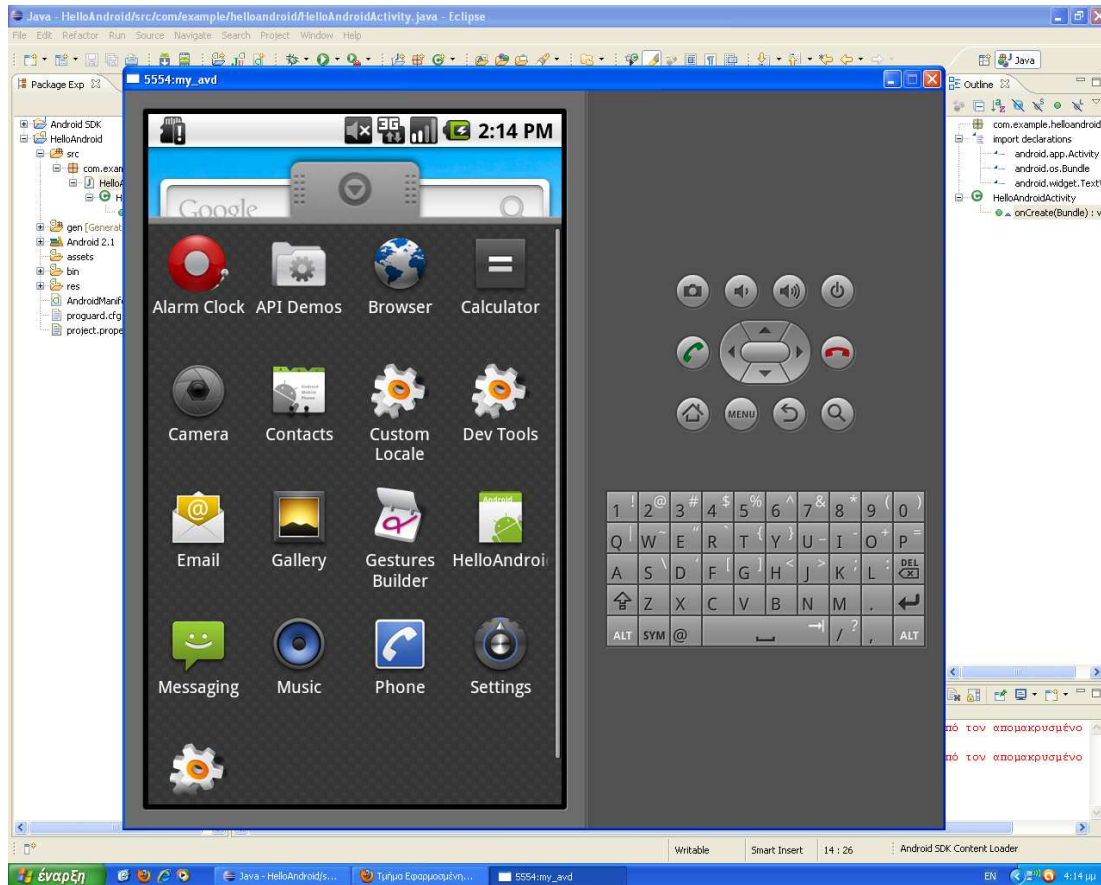 Java - HelloAndroid/src/com/example/helloandroid/HelloAndroidActivity.java - Eclipse
File Edit Refactor Run Source Navigate Search Project Window Help
Java
5554:my_avd
Package Exp
Android SDK
HelloAndroid
src
com.exan
HelloA
H
gen [Generat
Android 2.1
assets
bin
res
AndroidManif
proguard.cfg
project.prope
3G 2:14 PM
Google
Alarm Clock API Demos Browser Calculator
Camera Contacts Custom Locale Dev Tools
Email Gallery Gestures Builder HelloAndroi
Messaging Music Phone Settings
MENU
1 ! 2 @ 3 # 4 $ 5 % 6 ^ 7 & 8 * 9 ( 0 )
Q | W ~ E “ R ` T { Y } U - I - O + P =
A S \ D ´ F [ G ] H < J > K ; L : DEL
Z X C V B N M .
ALT SYM @ / ? , ALT
Outline
com.example.helloandroid
import declarations
android.app.Activity
android.os.Bundle
android.widget.Text
HelloAndroidActivity
onCreate(Bundle) : v
πό τον απομακρυσμένο
πό τον απομακρυσμένο
Writable Smart Insert 14 : 26 Android SDK Content Loader
έναρξη Java - HelloAndroid/s... Τμήμα Εφαρμοσμέν... 5554:my_avd EN 4:14 μμ